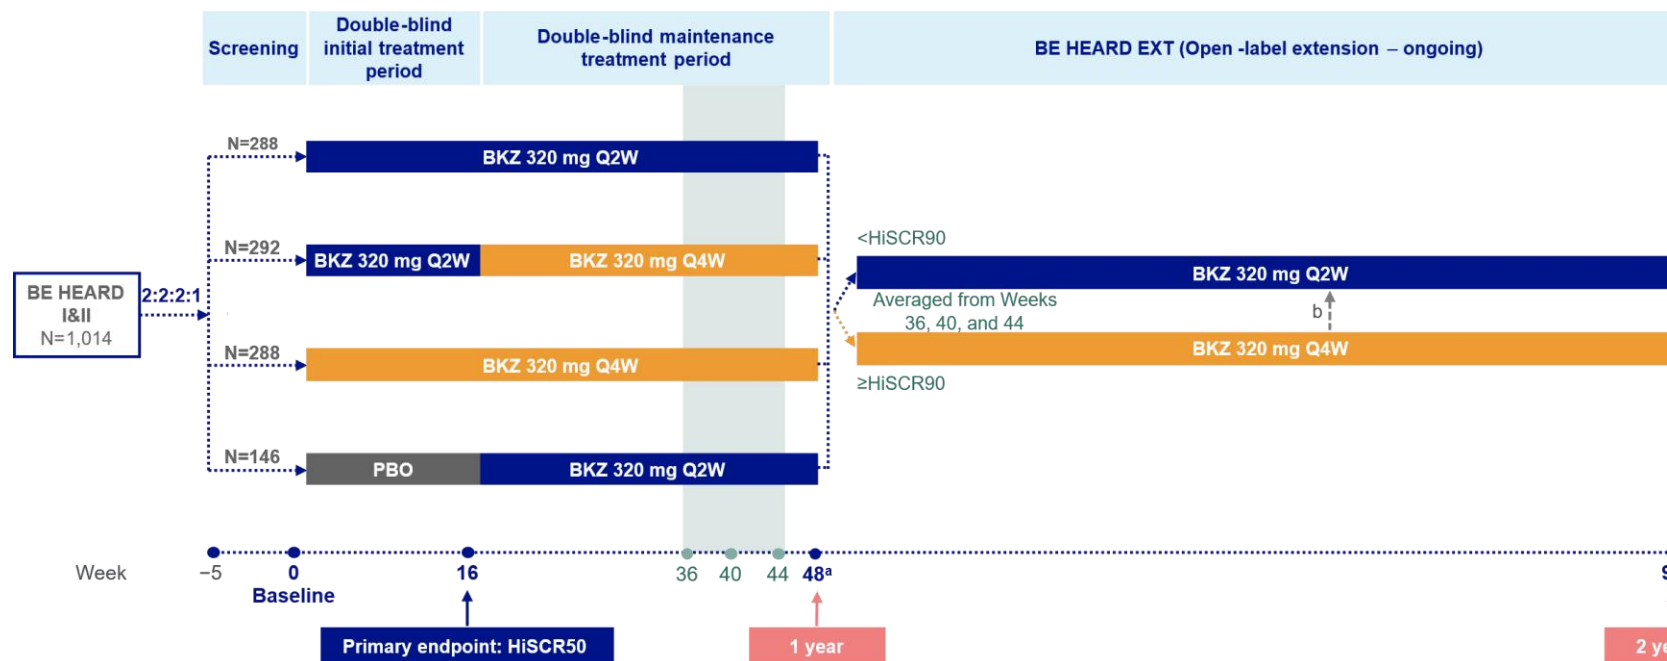 Screening
Double-blind
initial treatment
period
Double-blind maintenance
treatment period
BE HEARD EXT (Open -label extension – ongoing)
N=288
BKZ 320 mg Q2W
N=292
BKZ 320 mg Q2W
BKZ 320 mg Q4W
<HiSCR90
BKZ 320 mg Q2W
BE HEARD
I&II
N=1,014
2:2:2:1
Averaged from Weeks
36, 40, and 44
b
N=288
BKZ 320 mg Q4W
BKZ 320 mg Q4W
≥HiSCR90
N=146
PBO
BKZ 320 mg Q2W
Week
−5
0
16
36
40
44
48ᵃ
9
Baseline
Primary endpoint: HiSCR50
1 year
2 ye